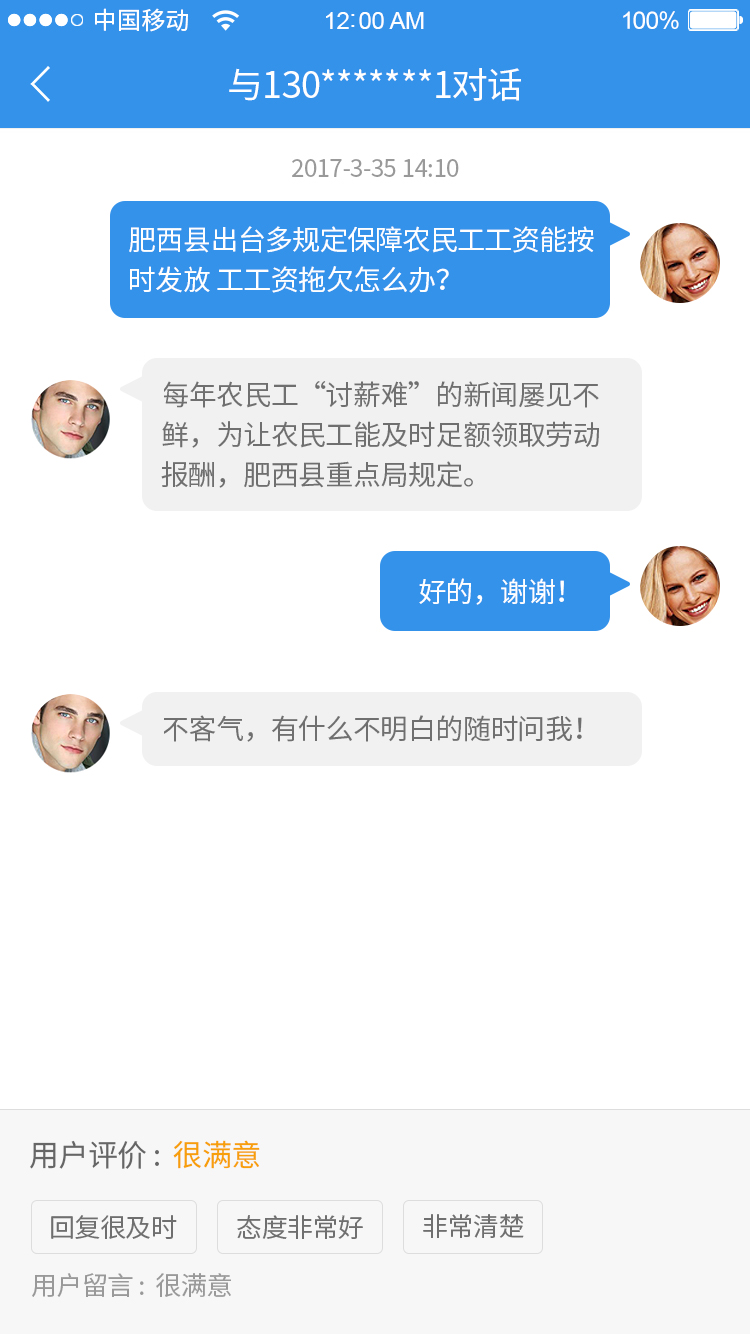 中国移动 12:00 AM 100%
与130*******1对话
2017-3-35 14:10
肥西县出台多规定保障农民工工资能按
时发放 工工资拖欠怎么办?
每年农民工“讨薪难”的新闻屡见不
鲜，为让农民工能及时足额领取劳动
报酬，肥西县重点局规定。
好的，谢谢!
不客气，有什么不明白的随时问我!
用户评价 : 很满意
回复很及时 态度非常好 非常清楚
用户留言 : 很满意